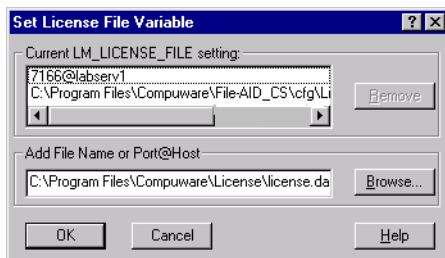 Set License File Variable
Current LM_LICENSE_FILE setting:
7166@labserv1
C:\Program Files\Compuware\File-AID_CS\cfg\Li
Remove
Add File Name or Port@Host
C:\Program Files\Compuware\License\license.da
Browse...
OK Cancel Help